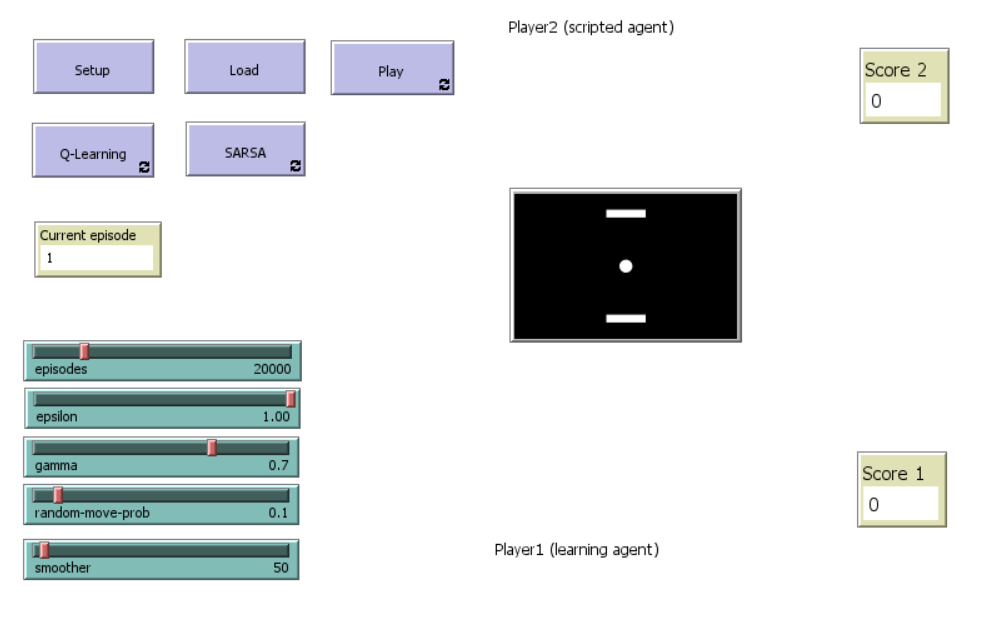 Player2 (scripted agent)
Setup
Load
Play
Score 2
0
Q-Learning
SARSA
Current episode
1
episodes 20000
epsilon 1.00
gamma 0.7
random-move-prob 0.1
smoother 50
Score 1
0
Player1 (learning agent)